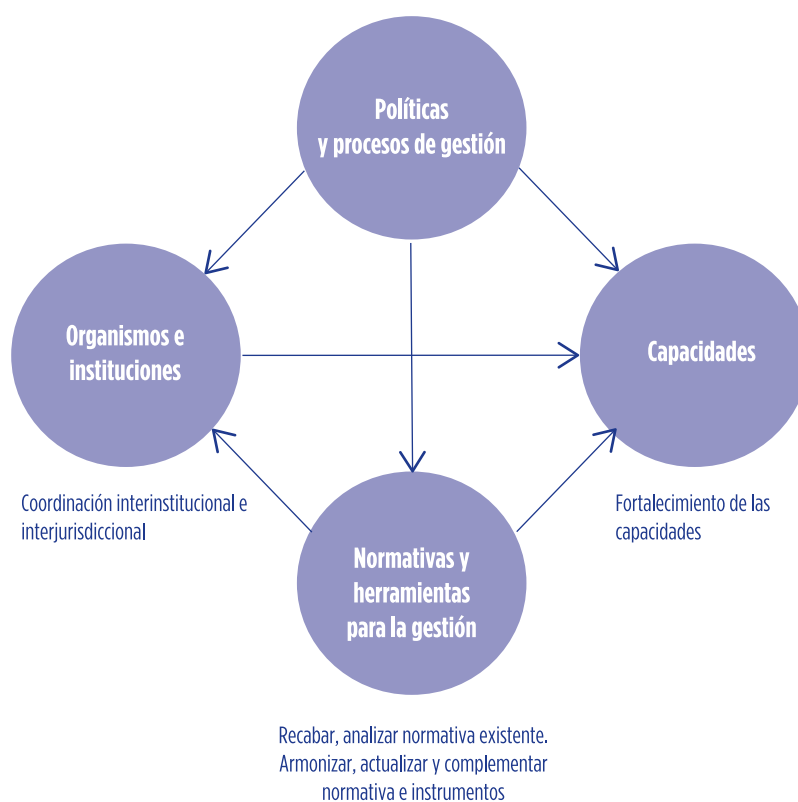 Políticas
y procesos de gestión
Organismos e
instituciones
Capacidades
Coordinación interinstitucional e
interjurisdiccional
Fortalecimiento de las
capacidades
Normativas y
herramientas
para la gestión
Recabar, analizar normativa existente.
Armonizar, actualizar y complementar
normativa e instrumentos